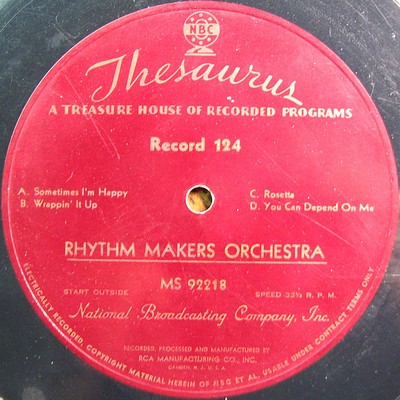 NBC
Thesaurus
A TREASURE HOUSE OF RECORDED PROGRAMS
Record 124
A. Sometimes I'm Happy
B. Wrappin' It Up
C. Rosetta
D. You Can Depend On Me
RHYTHM MAKERS ORCHESTRA
MS 92218
START OUTSIDE
SPEED-33⅓ R.P.M.
National Broadcasting Company, Inc.
RECORDED, PROCESSED AND MANUFACTURED BY
RCA MANUFACTURING CO., INC.
CAMDEN, N. J., U. S. A.
ELECTRICALLY RECORDED, COPYRIGHT MATERIAL HEREIN OF NBC ET AL, USABLE UNDER CONTRACT TERMS ONLY